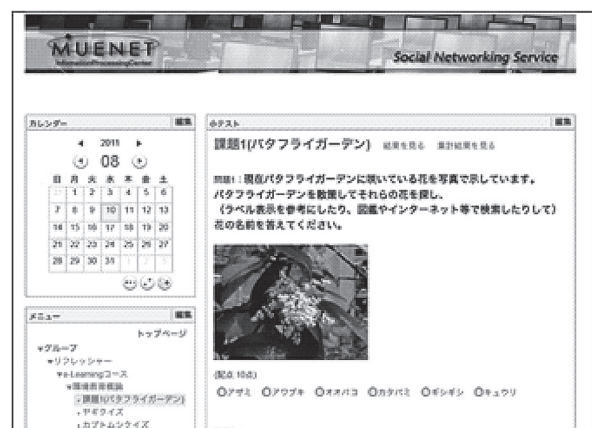 MUENET
InformationProcessingCenter
Social Networking Service
カレンダー 編集
2011
08
日 月 火 水 木 金 土
31 1 2 3 4 5 6
7 8 9 10 11 12 13
14 15 16 17 18 19 20
21 22 23 24 25 26 27
28 29 30 31 1 2 3
メニュー 編集
トップページ
▼グループ
▼リフレッシャー
▼e-Learningコース
▼環境教育概論
・課題1(バタフライガーデン)
・ヤギクイズ
・カブトムシクイズ
小テスト 編集
課題1(バタフライガーデン) 結果を見る 集計結果を見る
問題1：現在バタフライガーデンに咲いている花を写真で示しています。
バタフライガーデンを散策してそれらの花を探し、
（ラベル表示を参考にしたり、図鑑やインターネット等で検索したりして）
花の名前を答えてください。
(配点 10点)
○アザミ ○アワブキ ○オオバコ ○カタバミ ○ギシギシ ○キュウリ